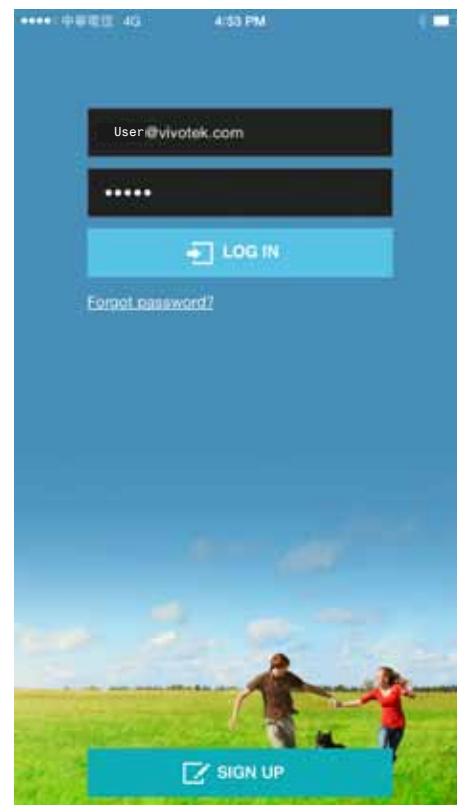 中華電信 4G 4:53 PM
User@vivotek.com
•••••
LOG IN
Forgot password?
SIGN UP